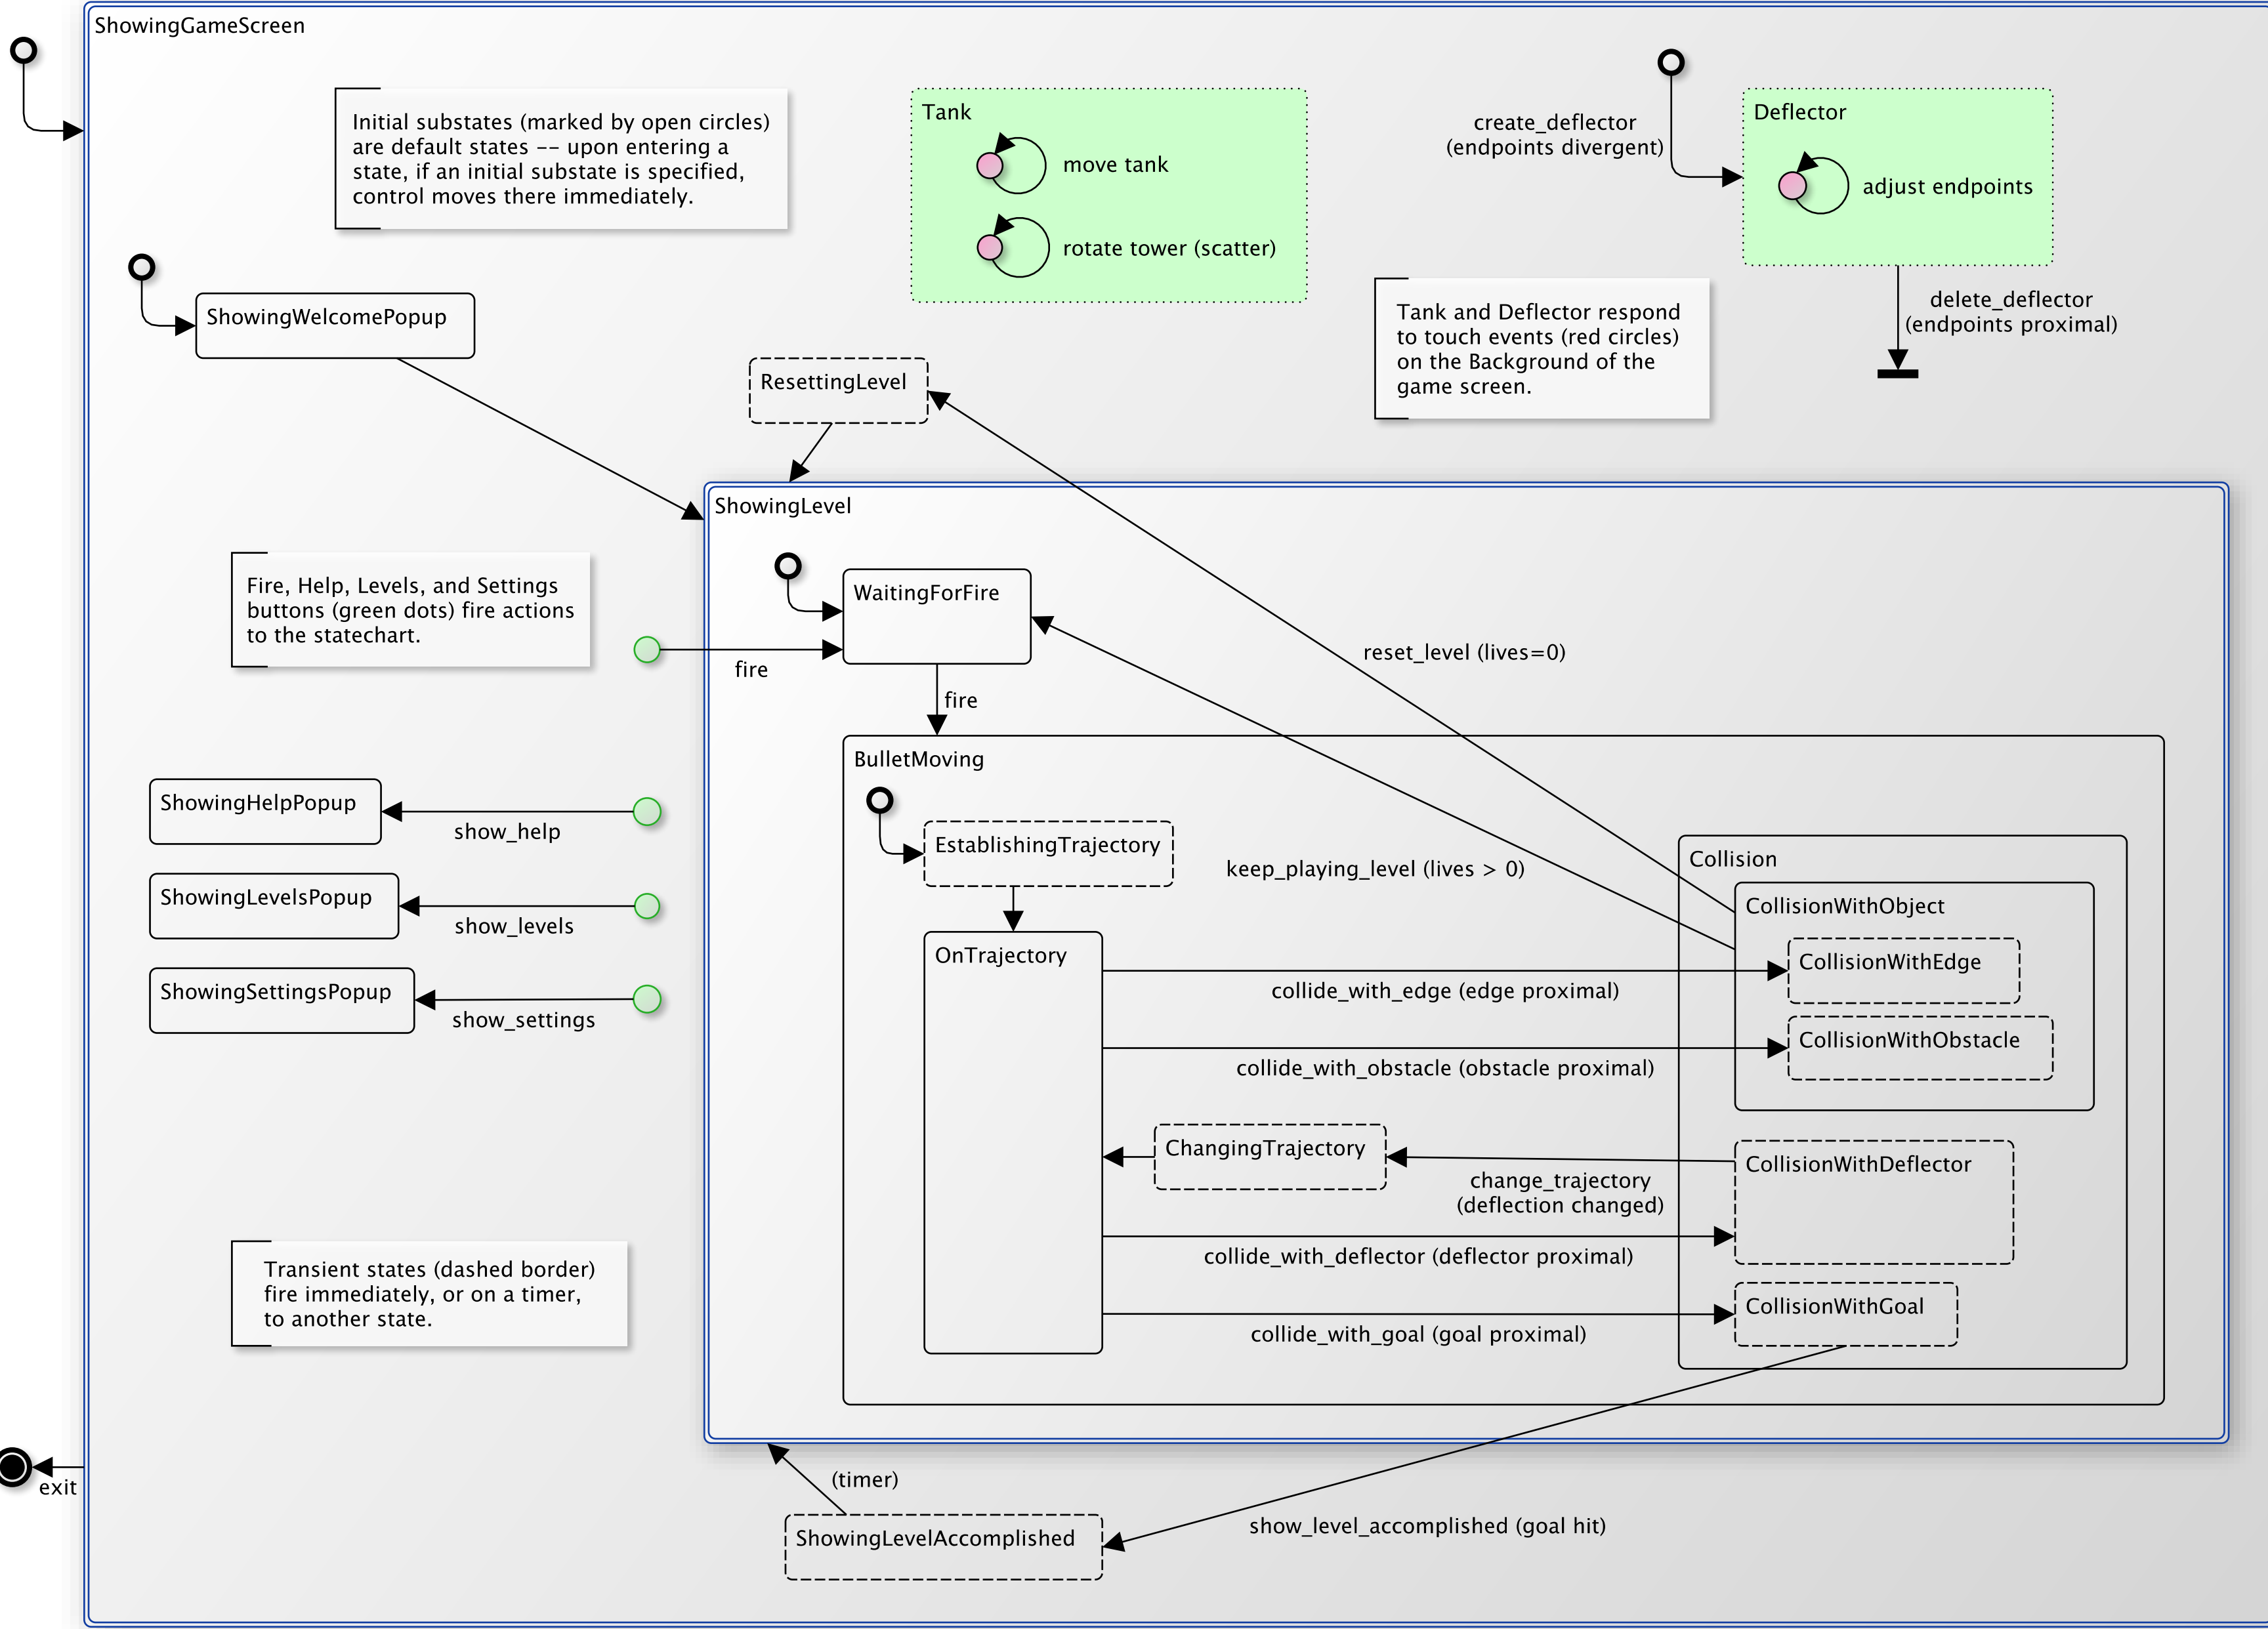 ShowingGameScreen
Initial substates (marked by open circles)
are default states -- upon entering a
state, if an initial substate is specified,
control moves there immediately.
Tank
move tank
rotate tower (scatter)
create_deflector
(endpoints divergent)
Deflector
adjust endpoints
delete_deflector
(endpoints proximal)
Tank and Deflector respond
to touch events (red circles)
on the Background of the
game screen.
ShowingWelcomePopup
ResettingLevel
ShowingLevel
Fire, Help, Levels, and Settings
buttons (green dots) fire actions
to the statechart.
WaitingForFire
fire
fire
reset_level (lives=0)
BulletMoving
ShowingHelpPopup
show_help
EstablishingTrajectory
keep_playing_level (lives > 0)
Collision
ShowingLevelsPopup
show_levels
CollisionWithObject
OnTrajectory
CollisionWithEdge
collide_with_edge (edge proximal)
ShowingSettingsPopup
show_settings
CollisionWithObstacle
collide_with_obstacle (obstacle proximal)
ChangingTrajectory
change_trajectory
(deflection changed)
CollisionWithDeflector
collide_with_deflector (deflector proximal)
Transient states (dashed border)
fire immediately, or on a timer,
to another state.
CollisionWithGoal
collide_with_goal (goal proximal)
exit
(timer)
ShowingLevelAccomplished
show_level_accomplished (goal hit)